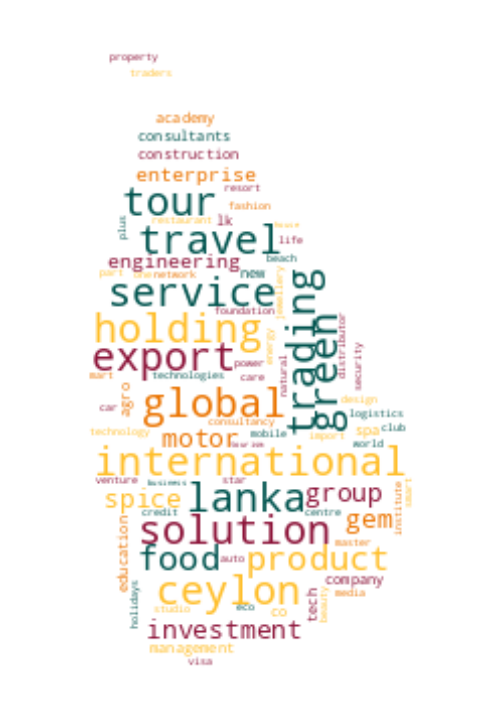 property
traders
academy
consultants
construction
enterprise
resort
tour
fashion
restaurant lk
plus
travel
life
engineering
beach
part
network
new
service
jewellery
trading
foundation
holding
green
distributor
energy
export
power
security
natural
mart
technologies
care
agro
global
design
car
logistics
consultancy
technology
motor
mobile
import
spa
club
tourism
world
international
venture
star
business
spice
lanka
group
smart
institute
credit
centre
gem
solution
education
master
food
auto
product
company
holidays
ceylon
tech
beauty
media
studio
eco
co
investment
management
visa